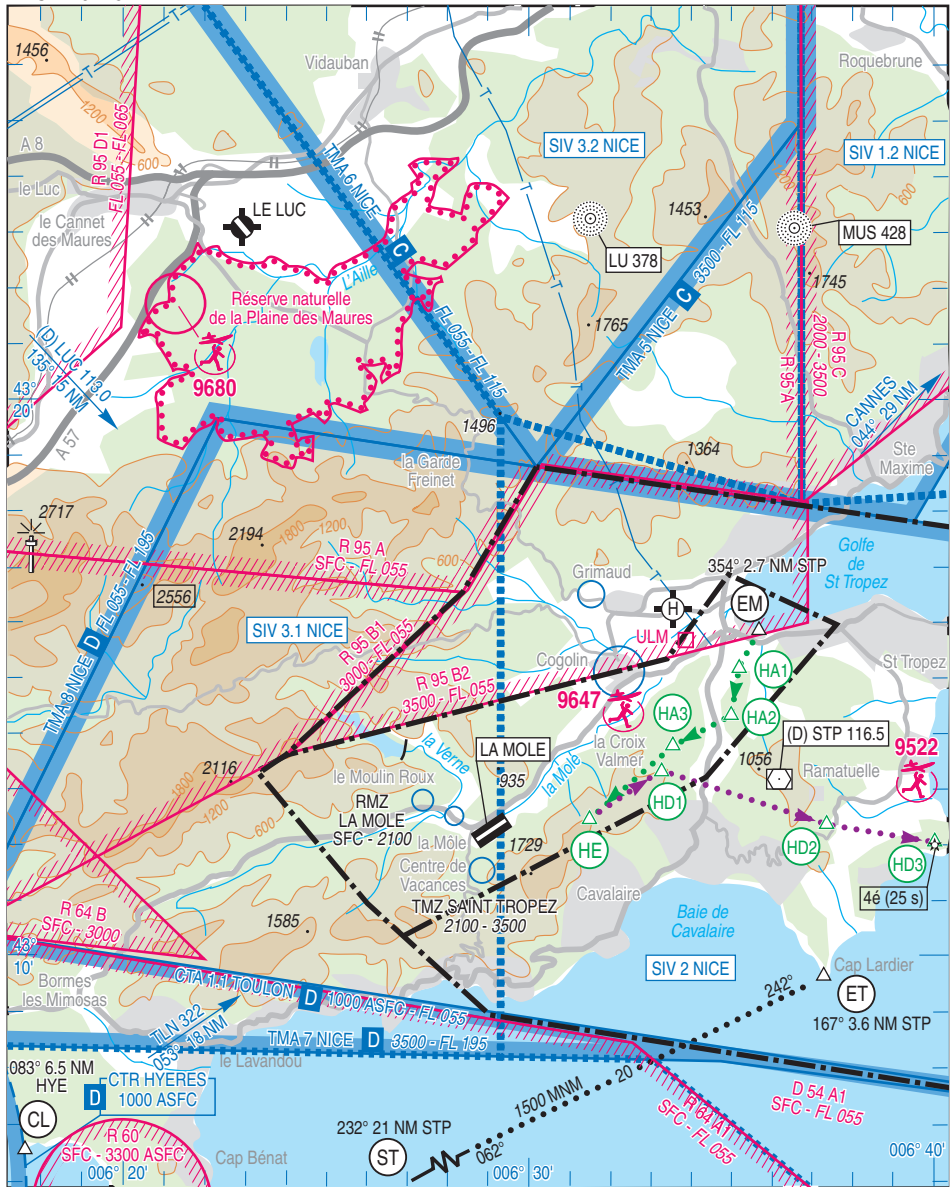 1456
Vidauban
Roquebrune
1200
600
R 95 D1
FL 055 - FL 065
TMA 6 NICE
C
FL 055 - FL 115
SIV 3.2 NICE
SIV 1.2 NICE
600
A 8
le Luc
le Cannet
des Maures
LE LUC
L'Aille
1453
LU 378
MUS 428
TMA 5 NICE C 3500 - FL 115
1745
R 95 C
2000 - 3500
R 95 A
Réserve naturelle
de la Plaine des Maures
9680
1765
(D) LUC 113.0
135° 15 NM
43°
20'
A 57
CANNES
044° 29 NM
1496
1364
la Garde
Freinet
Ste
Maxime
2717
2194
1800
1200
600
R 95 A
SFC - FL 055
2556
TMA 8 NICE D FL 055 - FL 195
SIV 3.1 NICE
R 95 B1
3000 - FL 055
R 95 B2
3500 - FL 055
Golfe
de
St Tropez
354° 2.7 NM STP
Grimaud
H
EM
ULM
Cogolin
St Tropez
HA1
9647
HA3
HA2
(D) STP 116.5
9522
la Croix
Valmer
1056
Ramatuelle
LA MOLE
la Verne
la Mole
935
le Moulin Roux
2116
1800
1200
600
RMZ
LA MOLE
SFC - 2100
la Môle
1729
HD1
HE
HD2
HD3
4é (25 s)
Centre de
Vacances
Cavalaire
TMZ SAINT TROPEZ
2100 - 3500
1585
R 64 B
SFC - 3000
43°
10'
Baie de
Cavalaire
SIV 2 NICE
Cap Lardier
ET
167° 3.6 NM STP
Bormes
les Mimosas
CTA 1.1 TOULON D 1000 ASFC - FL 055
TLN 322
053° 18 NM
TMA 7 NICE D 3500 - FL 195
le Lavandou
242°
20
1500 MNM
062°
083° 6.5 NM
HYE
D
CTR HYERES
1000 ASFC
CL
R 60
SFC - 3300 ASFC
Cap Bénat
232° 21 NM STP
ST
R 64 A1
SFC - FL 055
D 54 A1
SFC - FL 055
006° 20'
006° 30'
006° 40'